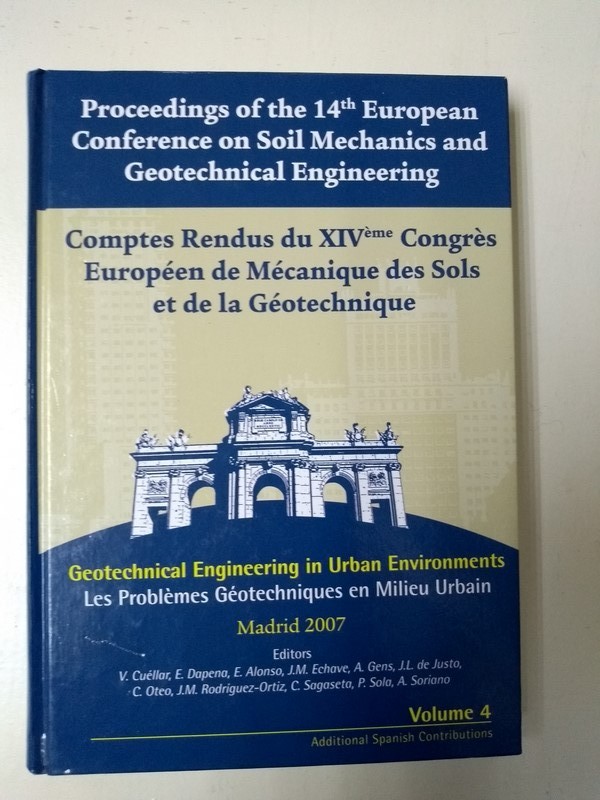 Proceedings of the 14th European
Conference on Soil Mechanics and
Geotechnical Engineering
Comptes Rendus du XIVème Congrès
Européen de Mécanique des Sols
et de la Géotechnique
Geotechnical Engineering in Urban Environments
Les Problèmes Géotechniques en Milieu Urbain
Madrid 2007
Editors
V. Cuéllar, E. Dapena, E. Alonso, J.M. Echave, A. Gens, J.L. de Justo,
C. Oteo, J.M. Rodríguez-Ortiz, C. Sagaseta, P. Sola, A. Soriano
Volume 4
Additional Spanish Contributions